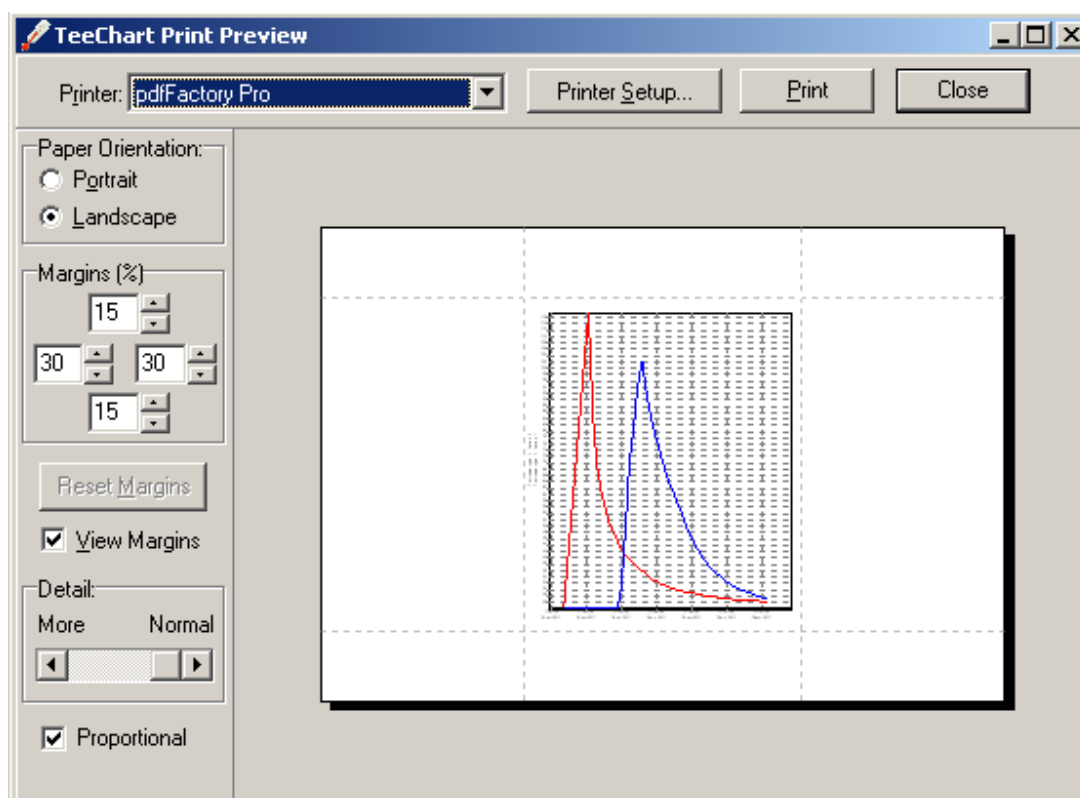 TeeChart Print Preview
Printer: pdfFactory Pro
Printer Setup...
Print
Close
Paper Orientation:
Portrait
Landscape
Margins (%)
15
30 30
15
Reset Margins
View Margins
Detail:
More Normal
Proportional